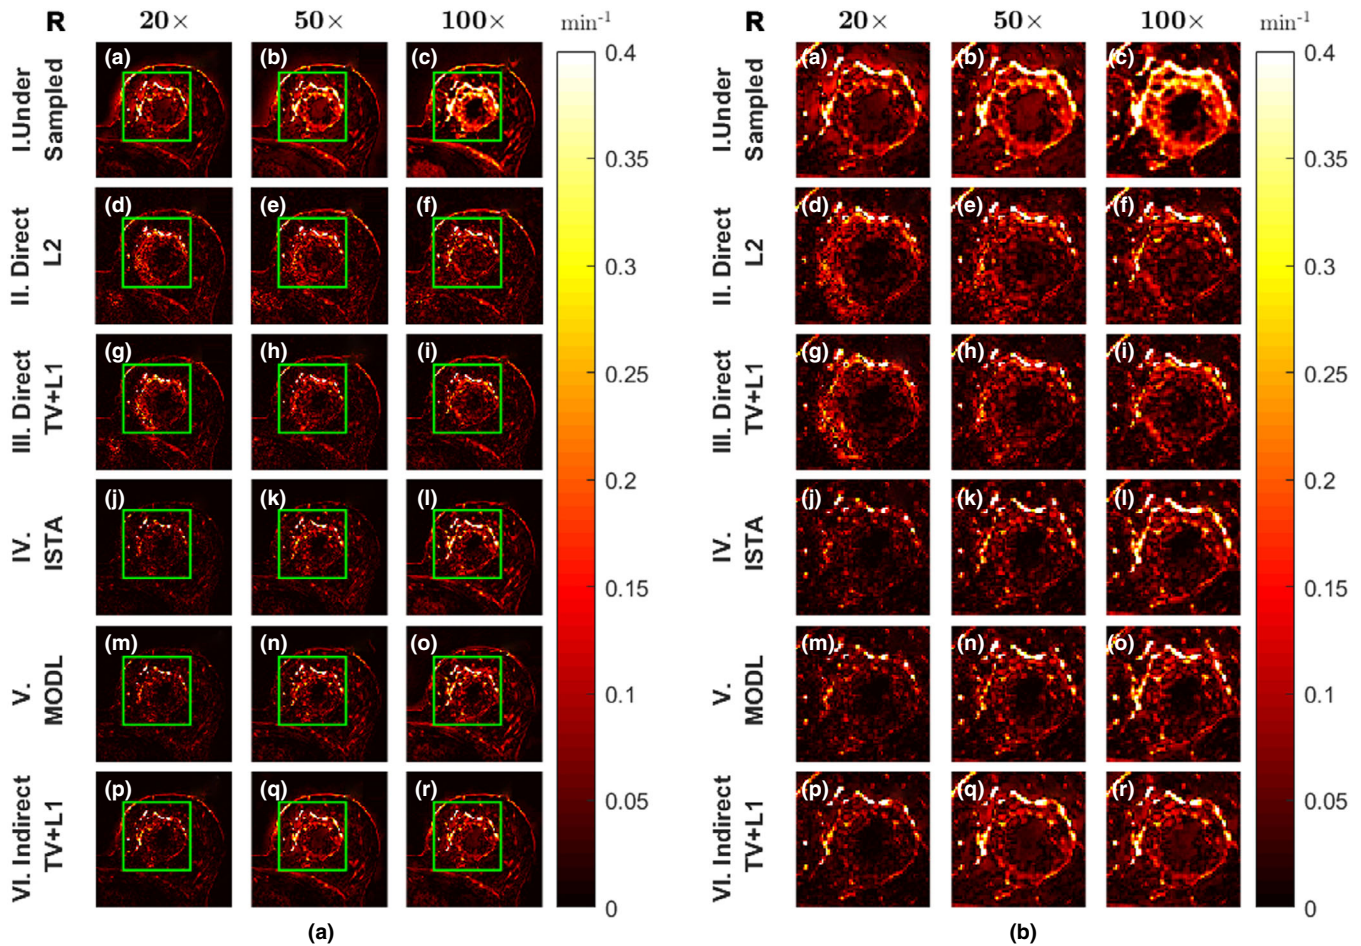 R 20× 50× 100× min⁻¹
I.Under Sampled
(a) (b) (c)
II. Direct L2
(d) (e) (f)
III. Direct TV+L1
(g) (h) (i)
IV. ISTA
(j) (k) (l)
V. MODL
(m) (n) (o)
VI. Indirect TV+L1
(p) (q) (r)
0.4
0.35
0.3
0.25
0.2
0.15
0.1
0.05
0
(a)
R 20× 50× 100× min⁻¹
I.Under Sampled
(a) (b) (c)
II. Direct L2
(d) (e) (f)
III. Direct TV+L1
(g) (h) (i)
IV. ISTA
(j) (k) (l)
V. MODL
(m) (n) (o)
VI. Indirect TV+L1
(p) (q) (r)
0.4
0.35
0.3
0.25
0.2
0.15
0.1
0.05
0
(b)